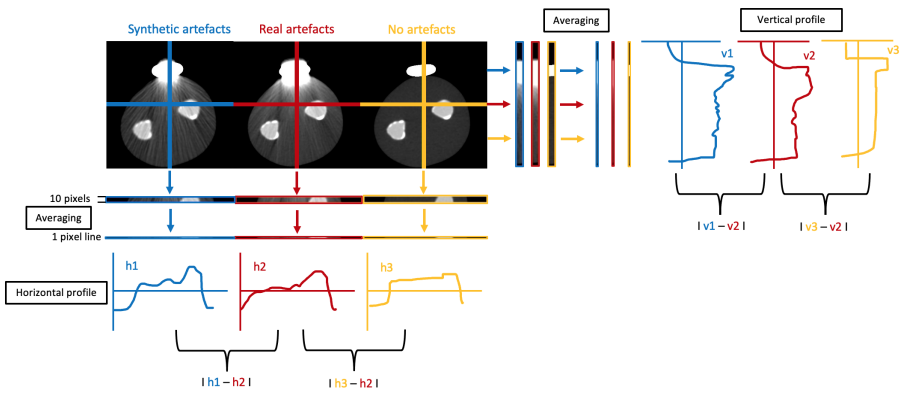 Synthetic artefacts
Real artefacts
No artefacts
Averaging
Vertical profile
v1
v2
v3
10 pixels
Averaging
1 pixel line
I v1 – v2 I
I v3 – v2 I
Horizontal profile
h1
h2
h3
I h1 – h2 I
I h3 – h2 I